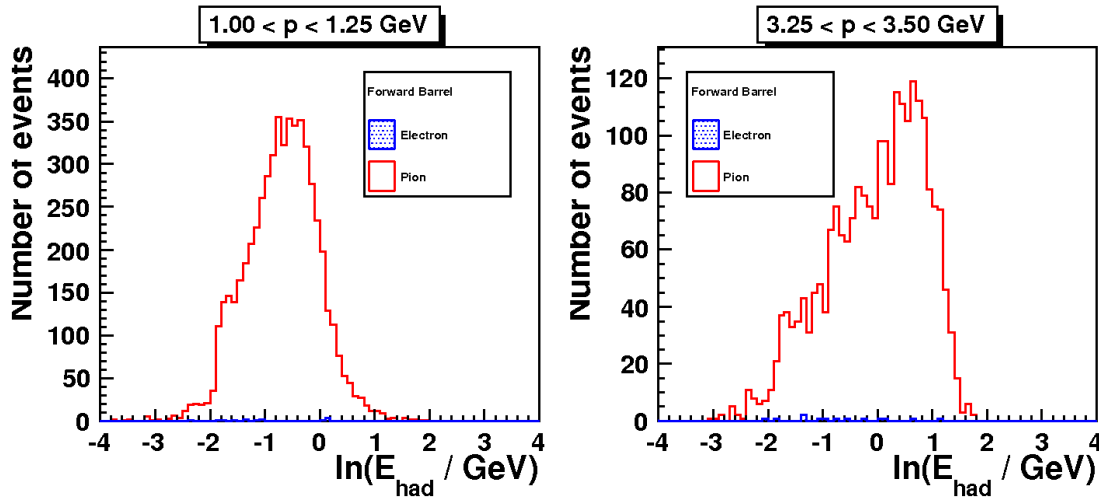 1.00 < p < 1.25 GeV
Number of events
400
350
300
250
200
150
100
50
0
Forward Barrel
Electron
Pion
-4 -3 -2 -1 0 1 2 3 4
ln(E_had / GeV)
3.25 < p < 3.50 GeV
Number of events
120
100
80
60
40
20
0
Forward Barrel
Electron
Pion
-4 -3 -2 -1 0 1 2 3 4
ln(E_had / GeV)